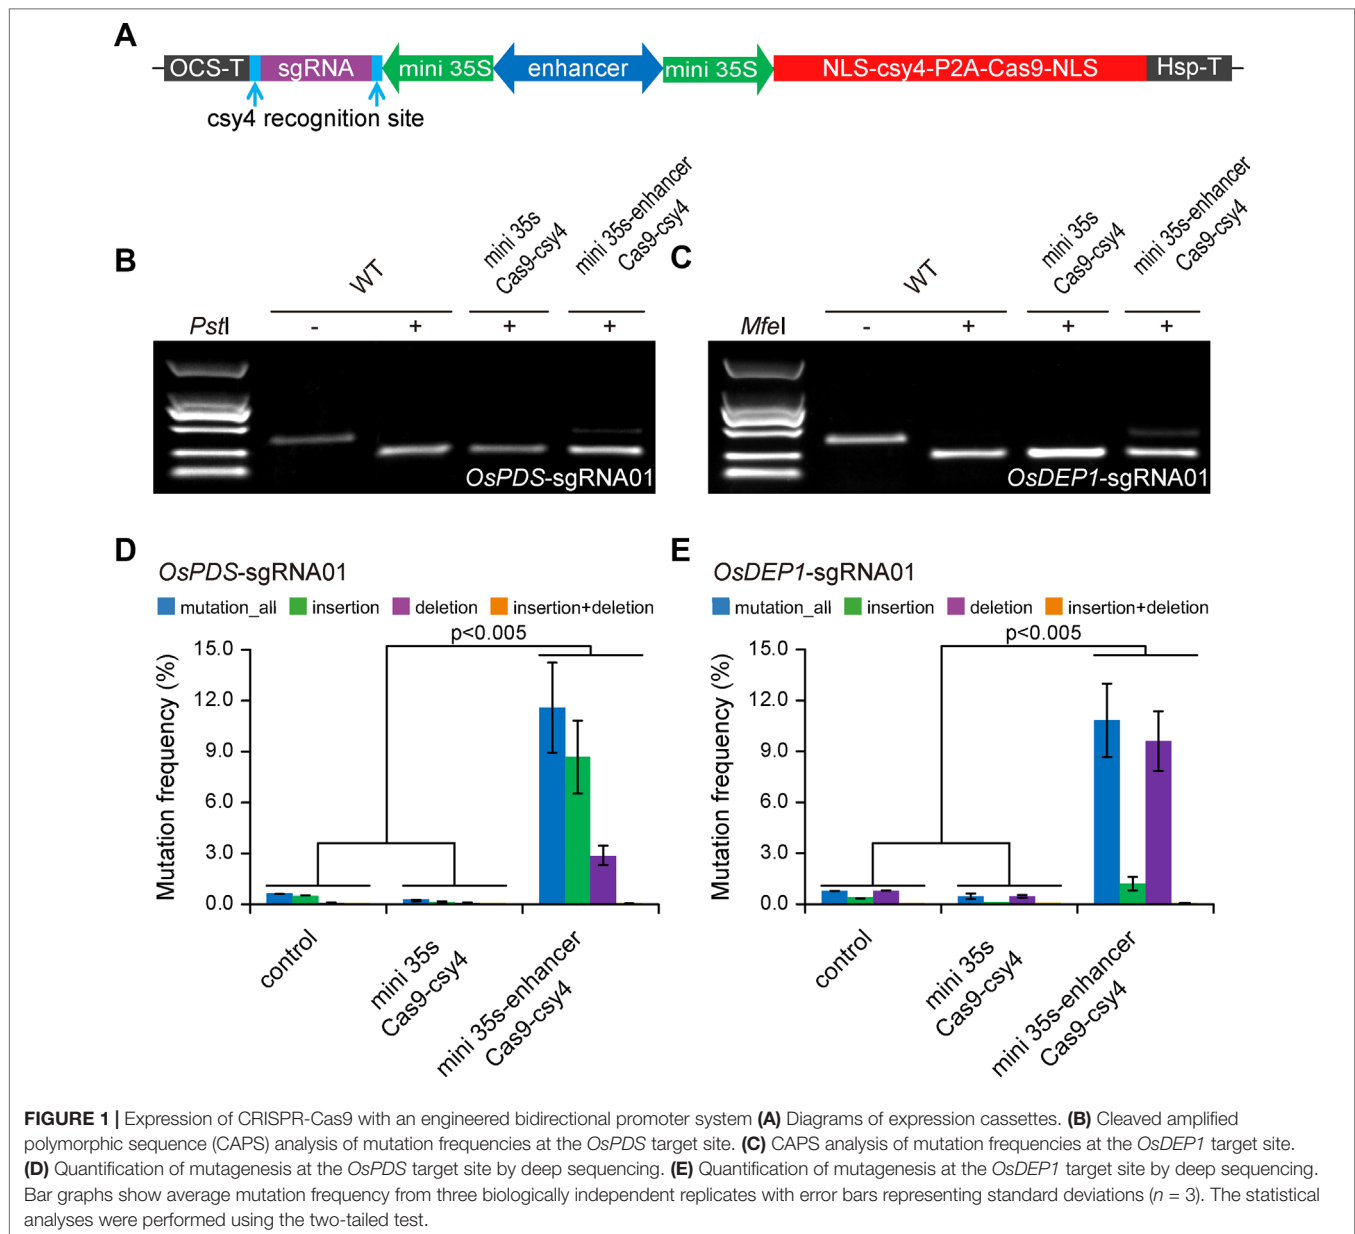 A
OCS-T sgRNA mini 35S enhancer mini 35S NLS-csy4-P2A-Cas9-NLS Hsp-T
csy4 recognition site
B
WT
mini 35s
Cas9-csy4
mini 35s-enhancer
Cas9-csy4
PstI - + + +
OsPDS-sgRNA01
C
WT
mini 35s
Cas9-csy4
mini 35s-enhancer
Cas9-csy4
MfeI - + + +
OsDEP1-sgRNA01
D
OsPDS-sgRNA01
mutation_all insertion deletion insertion+deletion
p<0.005
Mutation frequency (%)
15.0
12.0
9.0
6.0
3.0
0.0
control
mini 35s
Cas9-csy4
mini 35s-enhancer
Cas9-csy4
E
OsDEP1-sgRNA01
mutation_all insertion deletion insertion+deletion
p<0.005
Mutation frequency (%)
15.0
12.0
9.0
6.0
3.0
0.0
control
mini 35s
Cas9-csy4
mini 35s-enhancer
Cas9-csy4
FIGURE 1 | Expression of CRISPR-Cas9 with an engineered bidirectional promoter system (A) Diagrams of expression cassettes. (B) Cleaved amplified
polymorphic sequence (CAPS) analysis of mutation frequencies at the OsPDS target site. (C) CAPS analysis of mutation frequencies at the OsDEP1 target site.
(D) Quantification of mutagenesis at the OsPDS target site by deep sequencing. (E) Quantification of mutagenesis at the OsDEP1 target site by deep sequencing.
Bar graphs show average mutation frequency from three biologically independent replicates with error bars representing standard deviations (n = 3). The statistical
analyses were performed using the two-tailed test.